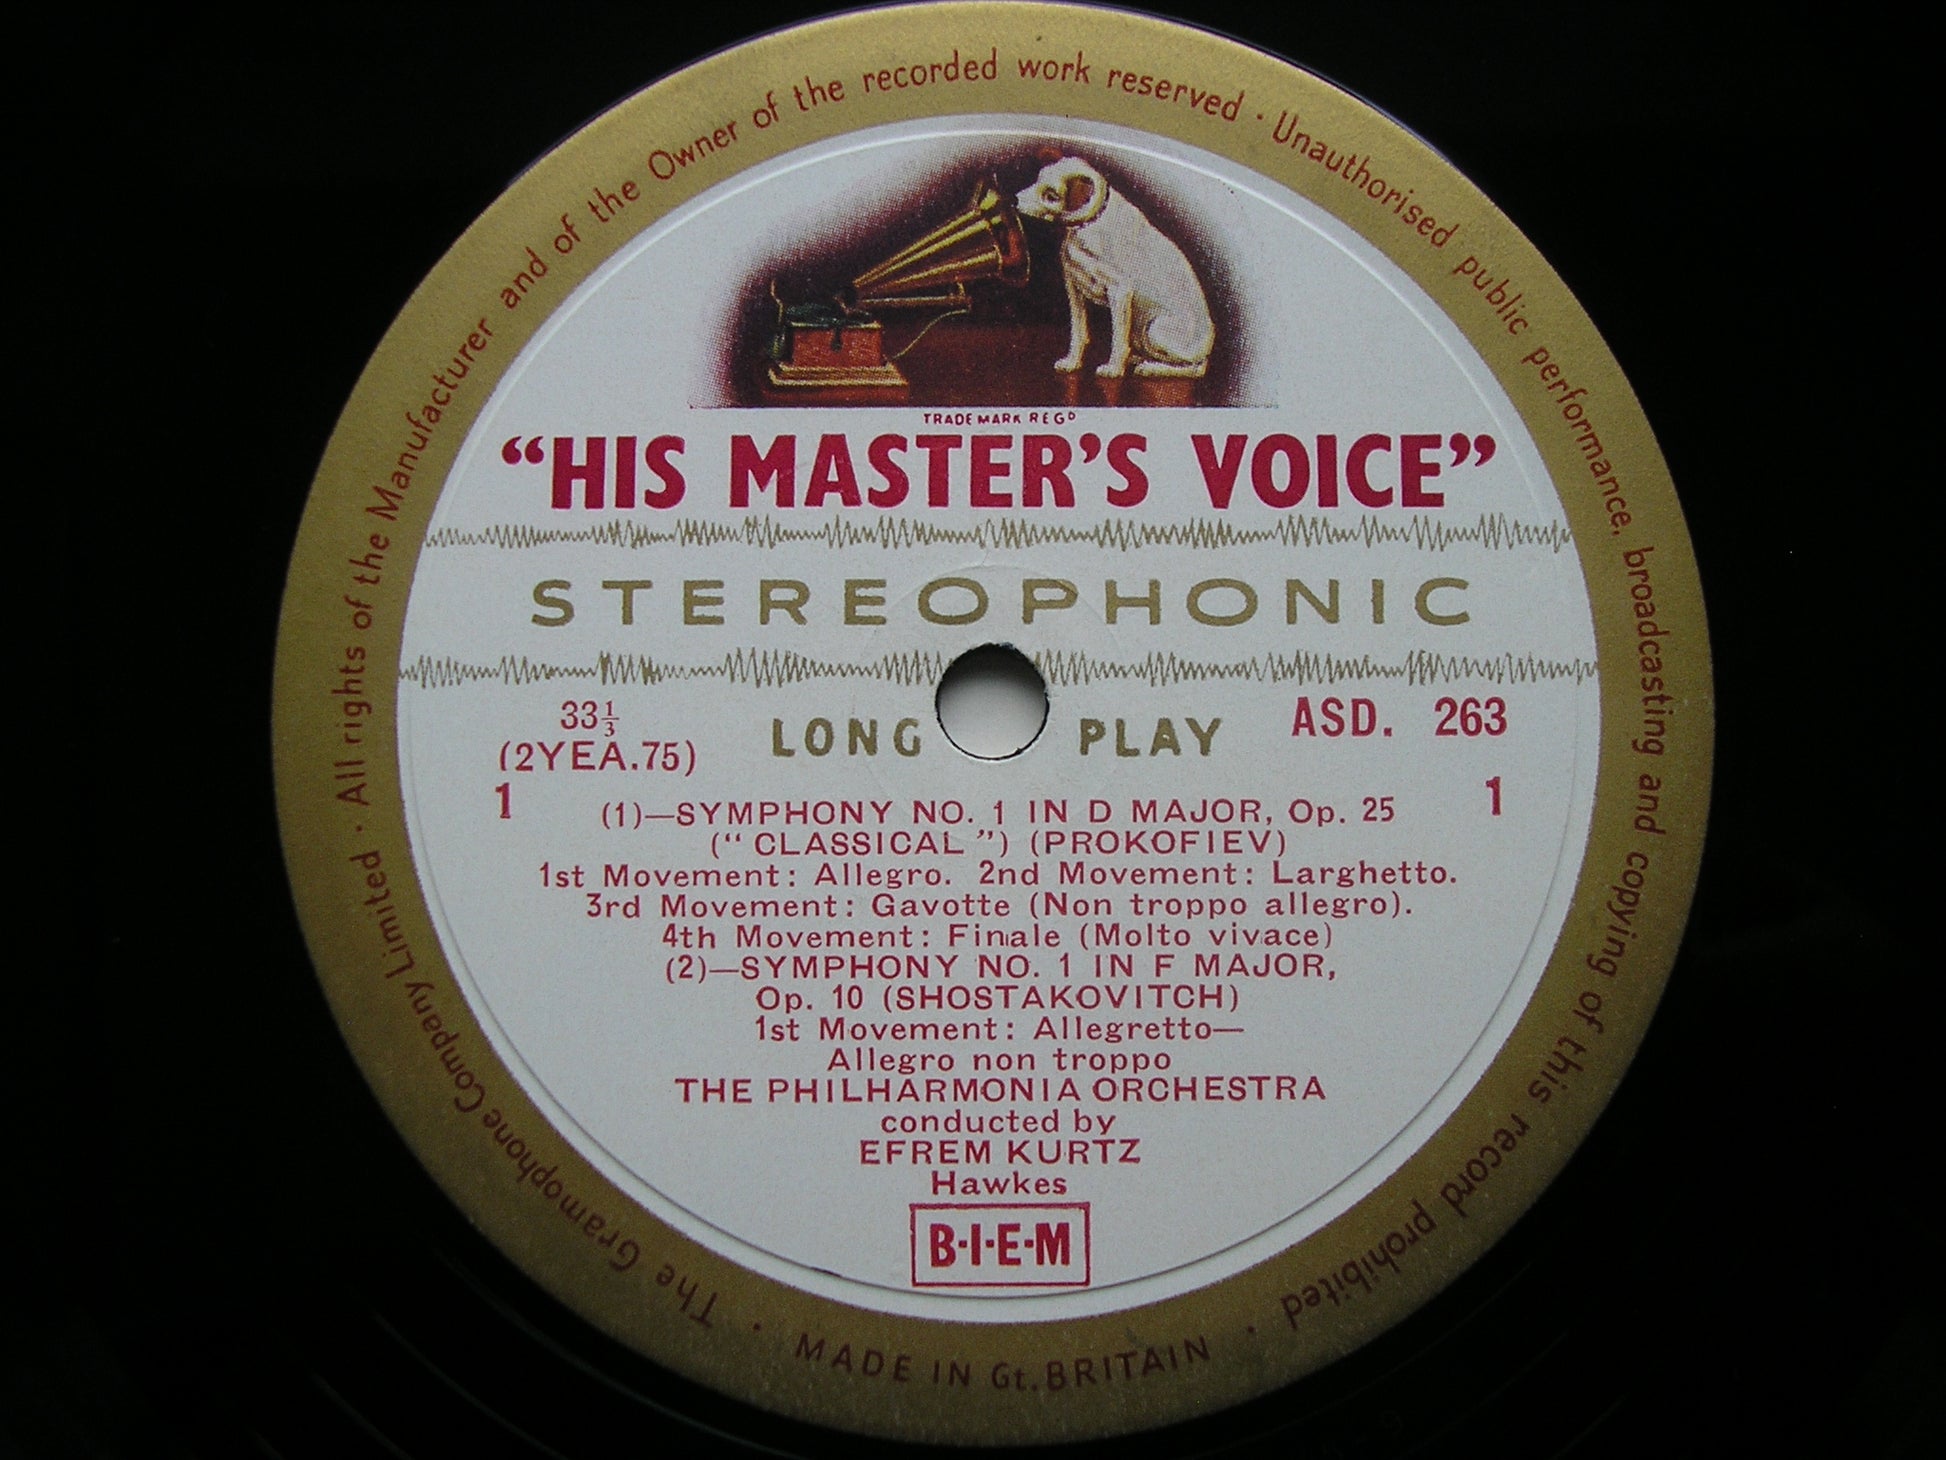 All rights of the Manufacturer and of the Owner of the recorded work reserved · Unauthorised public performance, broadcasting and copying of this record prohibited ·
TRADE MARK REGD
“HIS MASTER'S VOICE”
STEREOPHONIC
33⅓
(2YEA.75)
LONG PLAY
ASD. 263
1
1
(1)—SYMPHONY NO. 1 IN D MAJOR, Op. 25
(“ CLASSICAL ”) (PROKOFIEV)
1st Movement: Allegro. 2nd Movement: Larghetto.
3rd Movement: Gavotte (Non troppo allegro).
4th Movement: Finale (Molto vivace)
(2)—SYMPHONY NO. 1 IN F MAJOR,
Op. 10 (SHOSTAKOVITCH)
1st Movement: Allegretto—
Allegro non troppo
THE PHILHARMONIA ORCHESTRA
conducted by
EFREM KURTZ
Hawkes
B·I·E·M
The Gramophone Company Limited ·
MADE IN Gt. BRITAIN ·